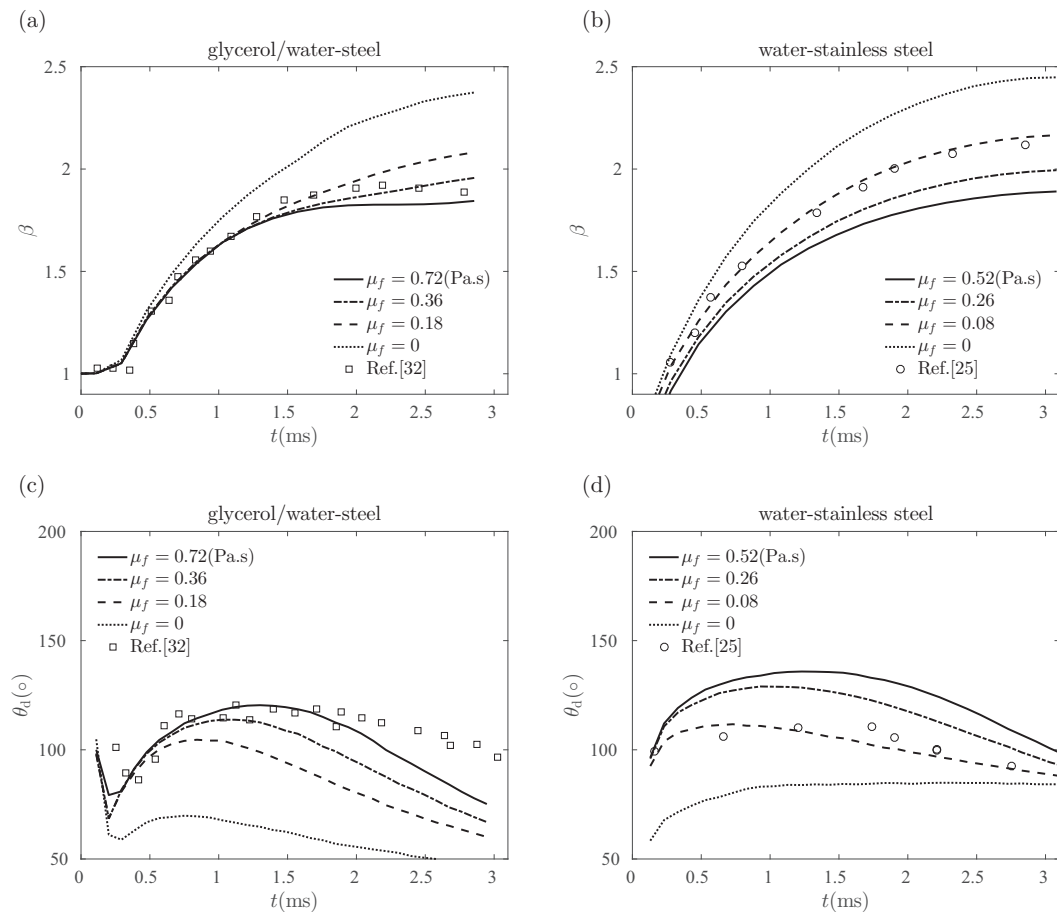 (a)
glycerol/water-steel
2.5
2
1.5
1
β
μf = 0.72(Pa.s)
μf = 0.36
μf = 0.18
μf = 0
Ref.[32]
0 0.5 1 1.5 2 2.5 3
t(ms)
(b)
water-stainless steel
2.5
2
1.5
1
β
μf = 0.52(Pa.s)
μf = 0.26
μf = 0.08
μf = 0
Ref.[25]
0 0.5 1 1.5 2 2.5 3
t(ms)
(c)
glycerol/water-steel
200
150
100
50
θd(○)
μf = 0.72(Pa.s)
μf = 0.36
μf = 0.18
μf = 0
Ref.[32]
0 0.5 1 1.5 2 2.5 3
t(ms)
(d)
water-stainless steel
200
150
100
50
θd(○)
μf = 0.52(Pa.s)
μf = 0.26
μf = 0.08
μf = 0
Ref.[25]
0 0.5 1 1.5 2 2.5 3
t(ms)